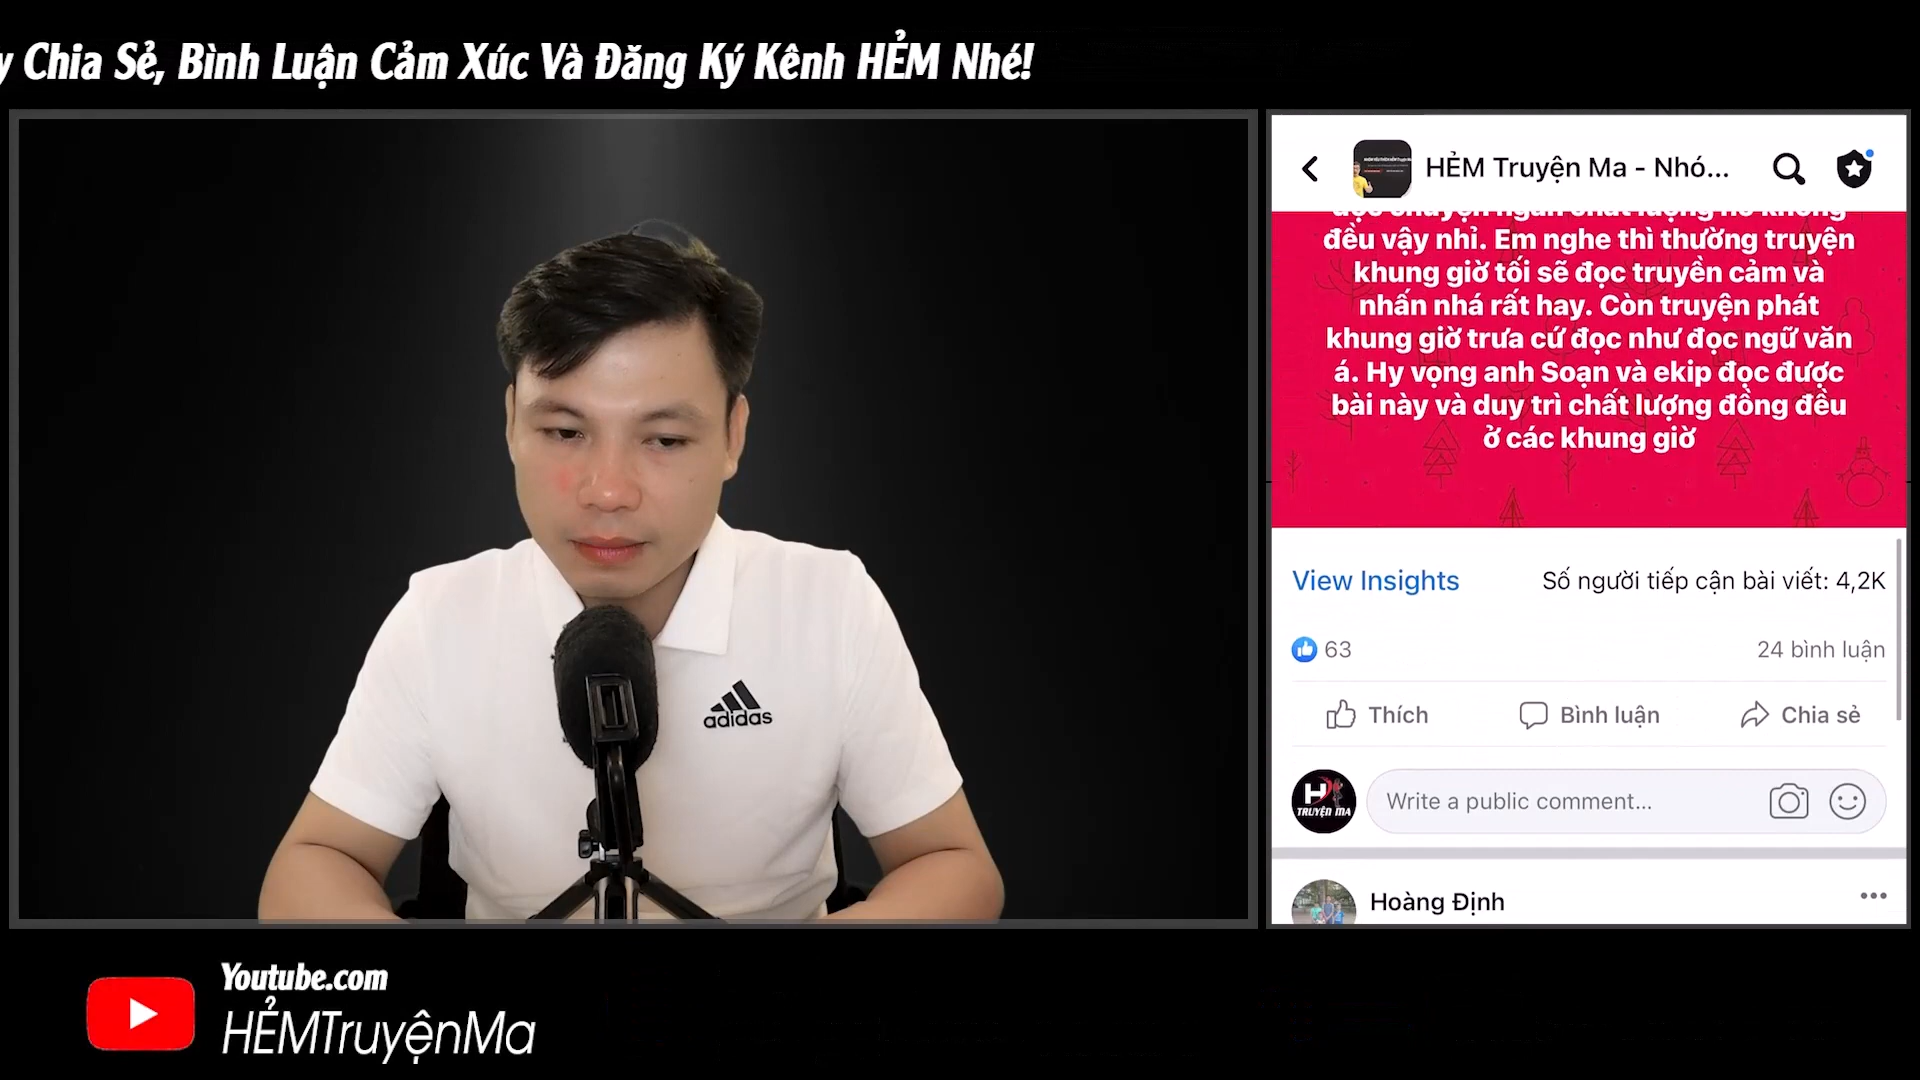 Chia Sẻ, Bình Luận Cảm Xúc Và Đăng Ký Kênh HẺM Nhé!
HẺM Truyện Ma - Nhó...
đều vậy nhỉ. Em nghe thì thường truyện
khung giờ tối sẽ đọc truyền cảm và
nhấn nhá rất hay. Còn truyện phát
khung giờ trưa cứ đọc như đọc ngữ văn
á. Hy vọng anh Soạn và ekip đọc được
bài này và duy trì chất lượng đồng đều
ở các khung giờ
View Insights
Số người tiếp cận bài viết: 4,2K
63
24 bình luận
Thích
Bình luận
Chia sẻ
H
TRUYỆN MA
Write a public comment...
Hoàng Định
adidas
Youtube.com
HẺMTruyệnMa